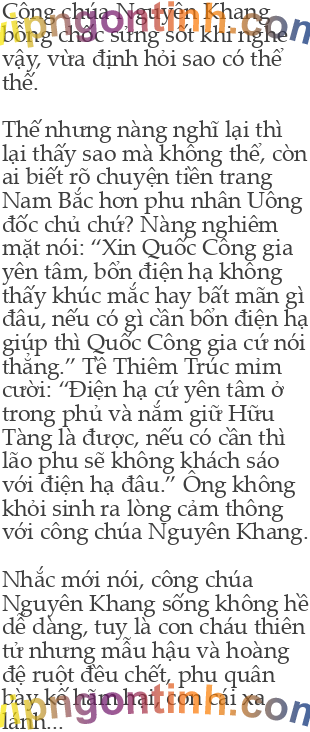 Công chúa Nguyên Khang
bỗng chốc sững sốt khi nghe
vậy, vừa định hỏi sao có thể
thế.

Thế nhưng nàng nghĩ lại thì
lại thấy sao mà không thể, còn
ai biết rõ chuyện tiền trang
Nam Bắc hơn phu nhân Uông
đốc chủ chứ? Nàng nghiêm
mặt nói: “Xin Quốc Công gia
yên tâm, bổn điện hạ không
thấy khúc mắc hay bất mãn gì
đâu, nếu có gì cần bổn điện hạ
giúp thì Quốc Công gia cứ nói
thẳng.” Tề Thiêm Trúc mỉm
cười: “Điện hạ cứ yên tâm ở
trong phủ và nắm giữ Hữu
Tàng là được, nếu có cần thì
lão phu sẽ không khách sáo
với điện hạ đâu.” Ông không
khỏi sinh ra lòng cảm thông
với công chúa Nguyên Khang.

Nhắc mới nói, công chúa
Nguyên Khang sống không hề
dễ dàng, tuy là con cháu thiên
tử nhưng mẫu hậu và hoàng
đệ ruột đều chết, phu quân
bày kế hãm hại, con cái xa
lánh...
vipngontinh.com
vipngontinh.com